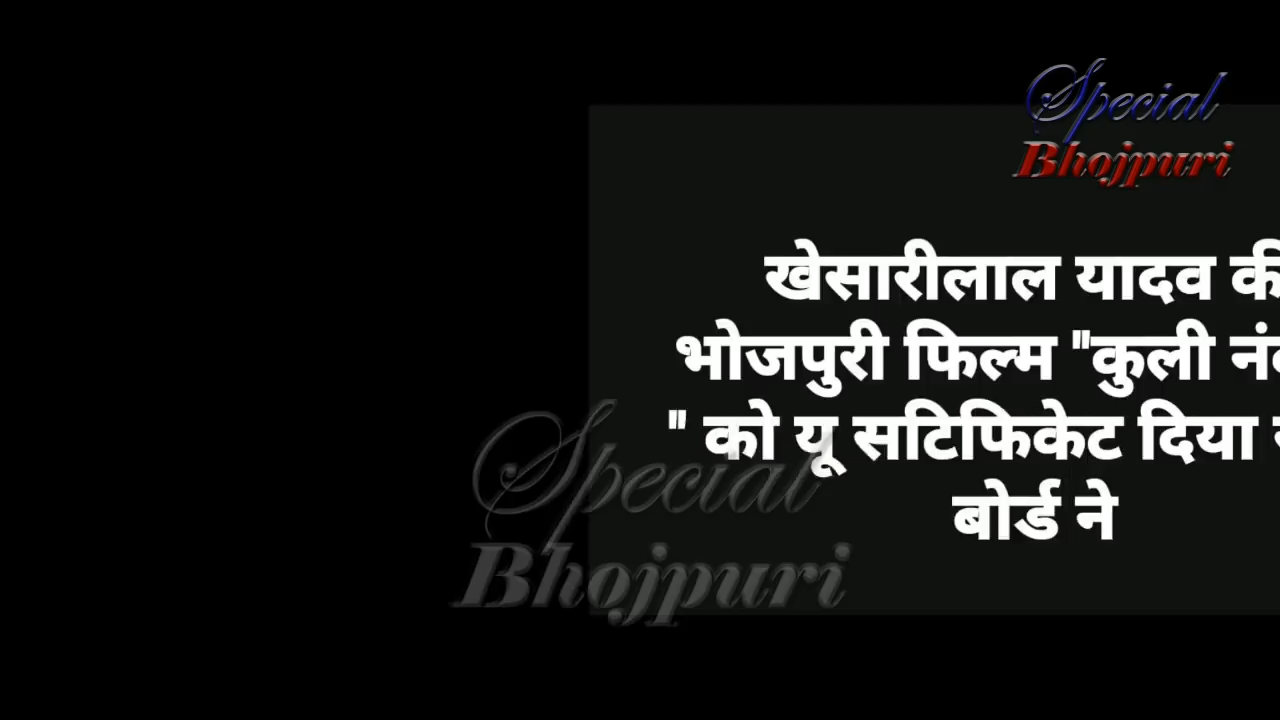 Special
Bhojpuri
खेसारीलाल यादव की
भोजपुरी फिल्म "कुली
" को यू सटिफिकेट दिया
बोर्ड ने
Special
Bhojpuri